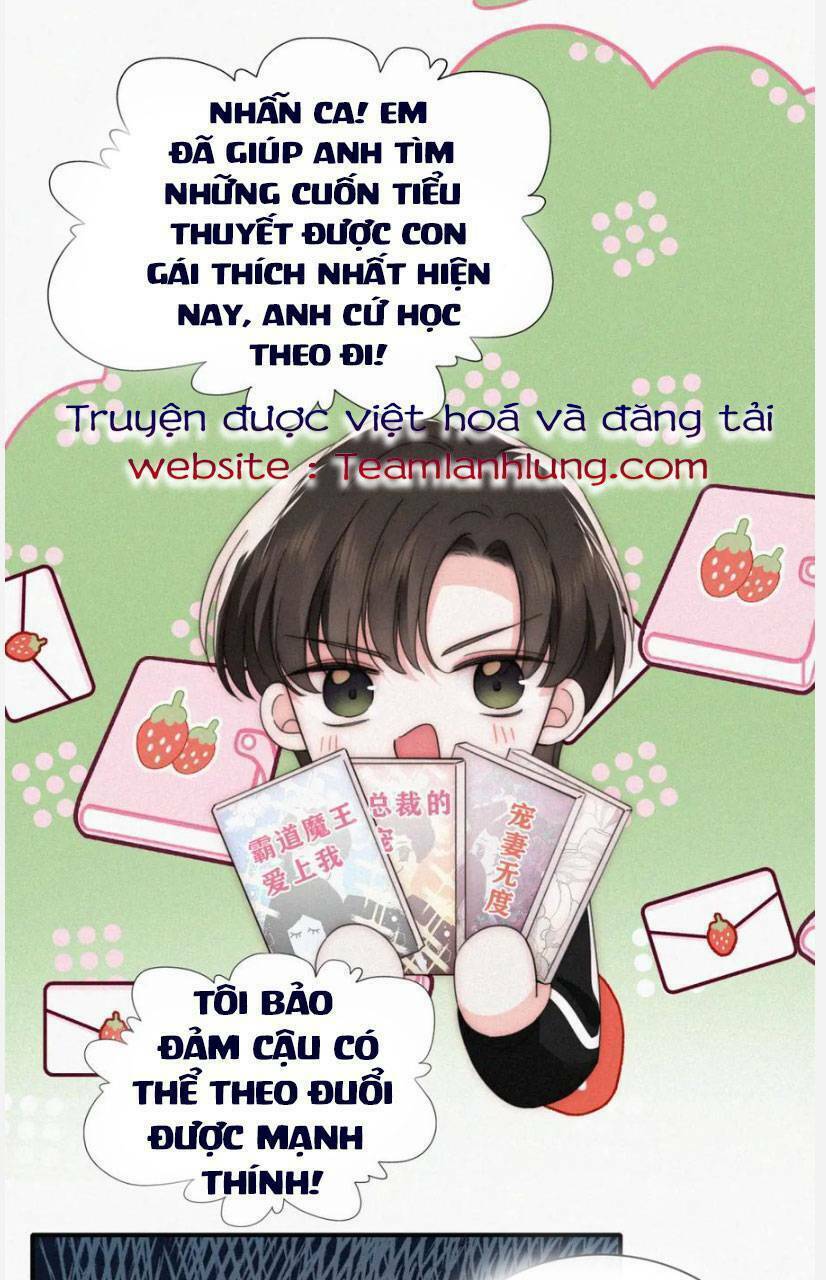 NHẪN CA! EM
ĐÃ GIÚP ANH TÌM
NHỮNG CUỐN TIỂU
THUYẾT ĐƯỢC CON
GÁI THÍCH NHẤT HIỆN
NAY, ANH CỨ HỌC
THEO ĐI!
Truyện được việt hoá và đăng tải
website : Teamlanhlung.com
霸道魔王
爱上我
总裁的
宠
宠妻无度
TÔI BẢO
ĐẢM CẬU CÓ
THỂ THEO ĐUỔI
ĐƯỢC MẠNH
THÍNH!